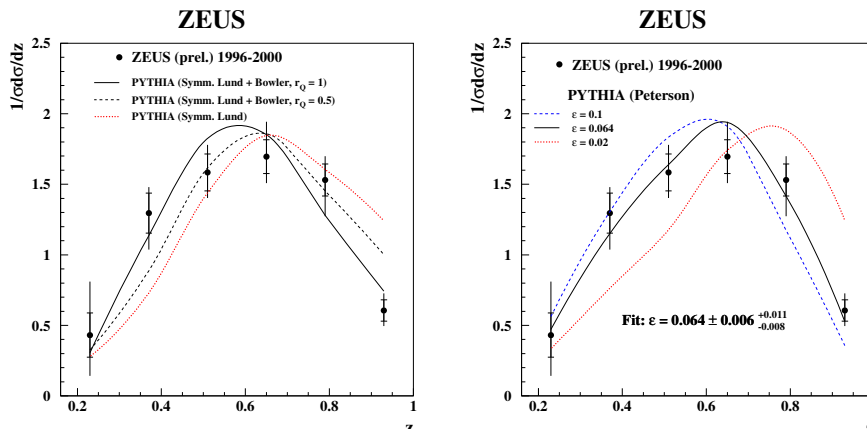 ZEUS
1/σdσ/dz
2.5
2
1.5
1
0.5
0
ZEUS (prel.) 1996-2000
PYTHIA (Symm. Lund + Bowler, rQ = 1)
PYTHIA (Symm. Lund + Bowler, rQ = 0.5)
PYTHIA (Symm. Lund)
0.2 0.4 0.6 0.8 1
z
ZEUS
1/σdσ/dz
2.5
2
1.5
1
0.5
0
ZEUS (prel.) 1996-2000
PYTHIA (Peterson)
ε = 0.1
ε = 0.064
ε = 0.02
Fit: ε = 0.064 ± 0.006 +0.011 -0.008
0.2 0.4 0.6 0.8